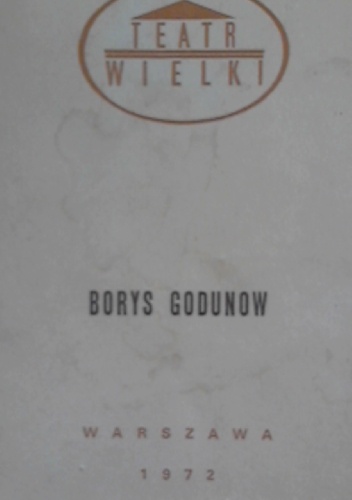 TEATR
WIELKI
BORYS GODUNOW
WARSZAWA
1972